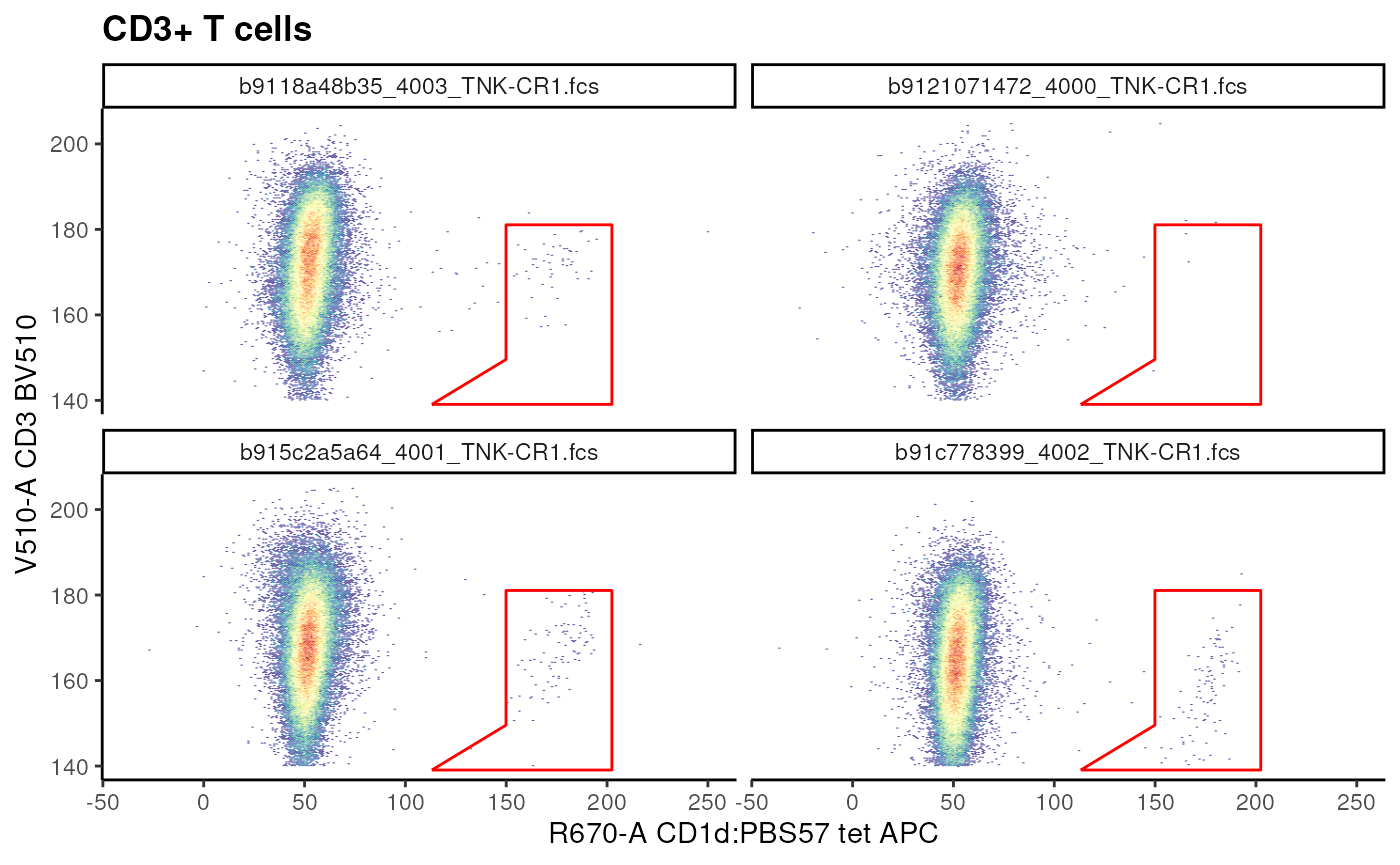 CD3+ T cells
b9118a48b35_4003_TNK-CR1.fcs
b9121071472_4000_TNK-CR1.fcs
200
180
160
140
b915c2a5a64_4001_TNK-CR1.fcs
b91c778399_4002_TNK-CR1.fcs
200
180
160
140
V510-A CD3 BV510
-50 0 50 100 150 200 250 -50 0 50 100 150 200 250
R670-A CD1d:PBS57 tet APC